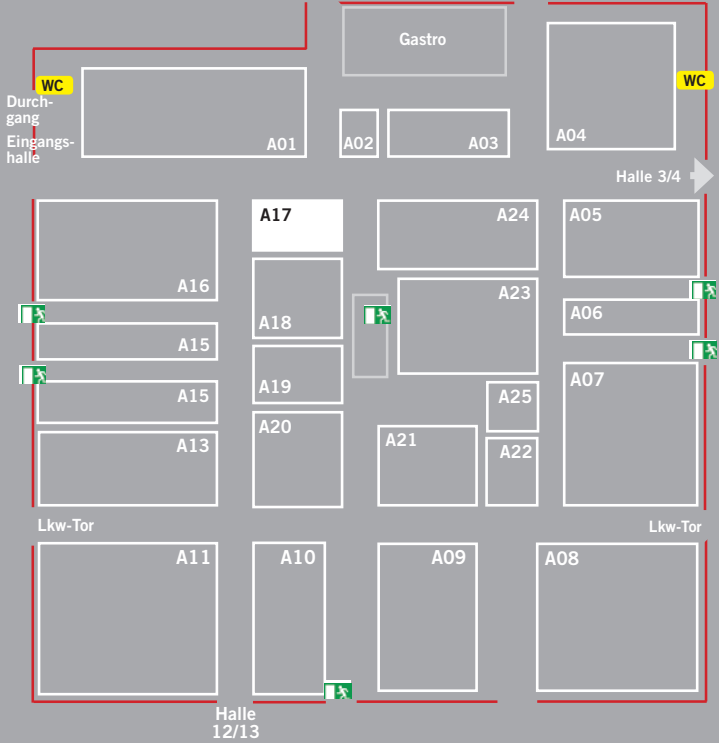 Gastro
WC
WC
Durch-
gang
Eingangs-
halle
A01
A02
A03
A04
Halle 3/4
A17
A24
A05
A16
A18
A23
A06
A15
A19
A07
A15
A25
A20
A13
A21
A22
Lkw-Tor
Lkw-Tor
A11
A10
A09
A08
Halle
12/13